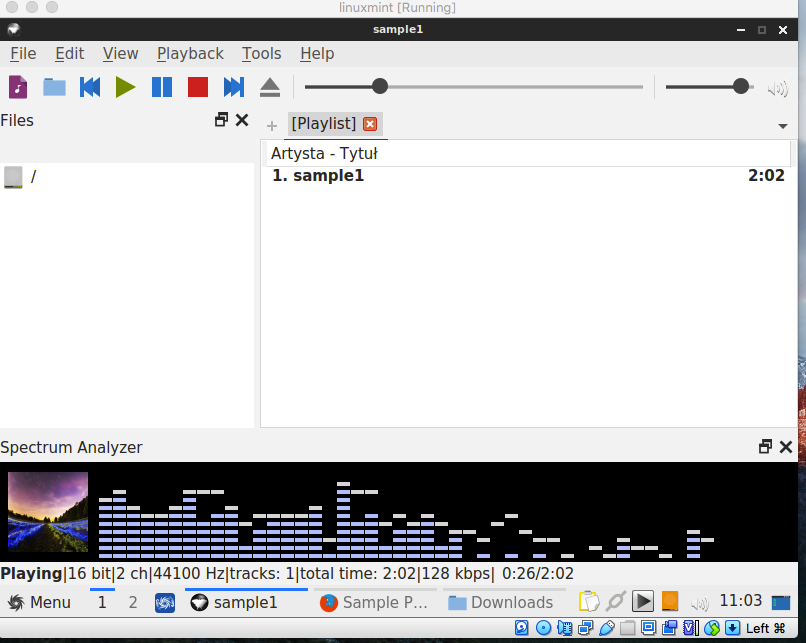 linuxmint [Running]
sample1
File Edit View Playback Tools Help
Files
[Playlist]
Artysta - Tytuł
/
1. sample1 2:02
Spectrum Analyzer
Playing|16 bit|2 ch|44100 Hz|tracks: 1|total time: 2:02|128 kbps| 0:26/2:02
Menu 1 2 sample1 Sample P... Downloads 11:03
Left ⌘